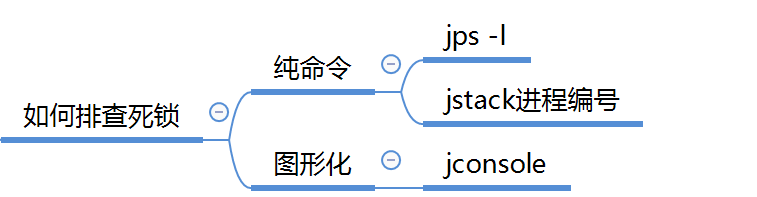 如何排查死锁
纯命令
jps -l
jstack进程编号
图形化
jconsole